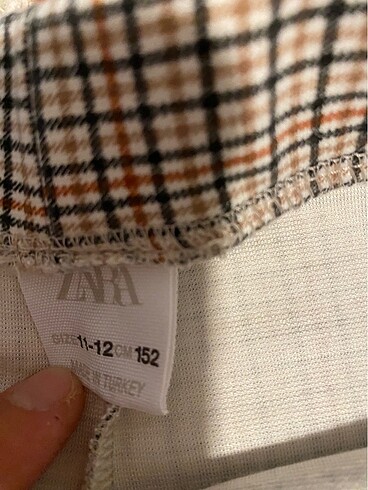 ZARA
SIZE 11-12 CM 152
MADE IN TURKEY